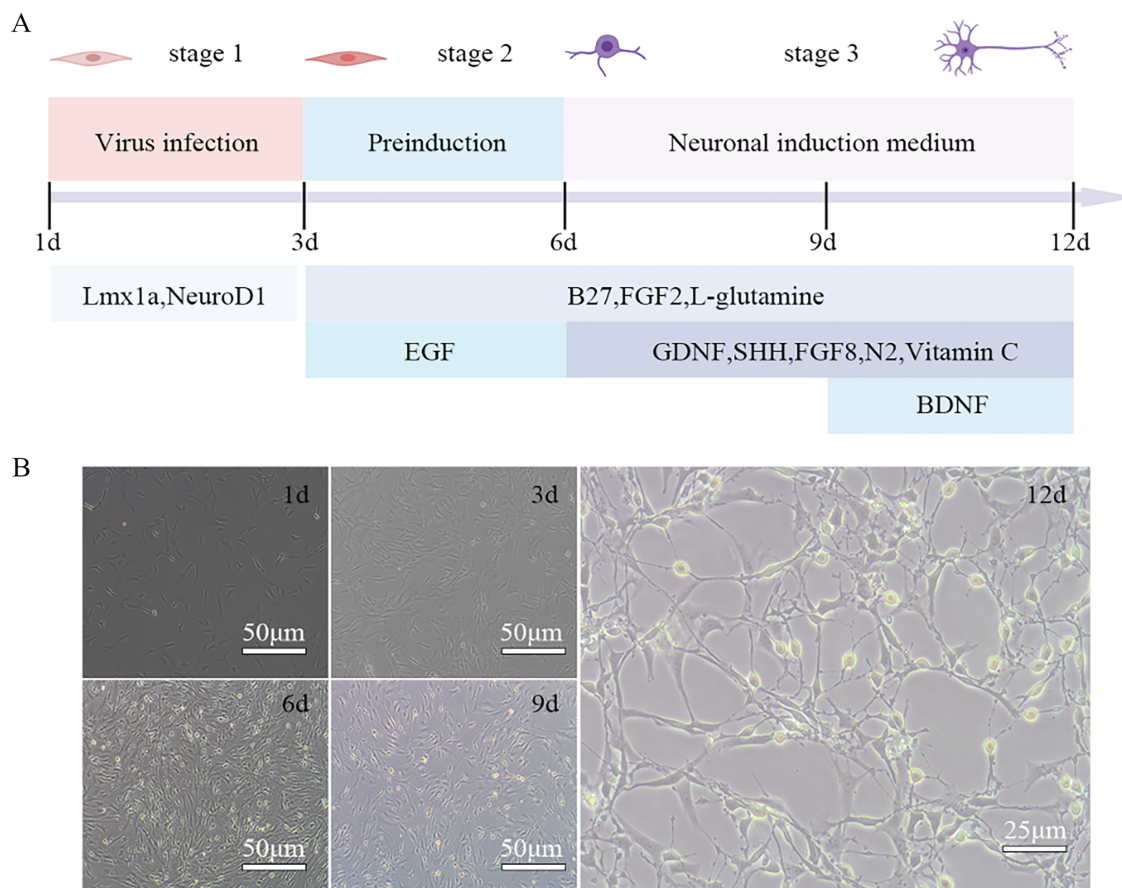 A
stage 1 stage 2 stage 3
Virus infection Preinduction Neuronal induction medium
1d 3d 6d 9d 12d
Lmx1a,NeuroD1 B27,FGF2,L-glutamine
EGF GDNF,SHH,FGF8,N2,Vitamin C
BDNF
B
1d 3d 12d
50μm 50μm
6d 9d
50μm 50μm 25μm